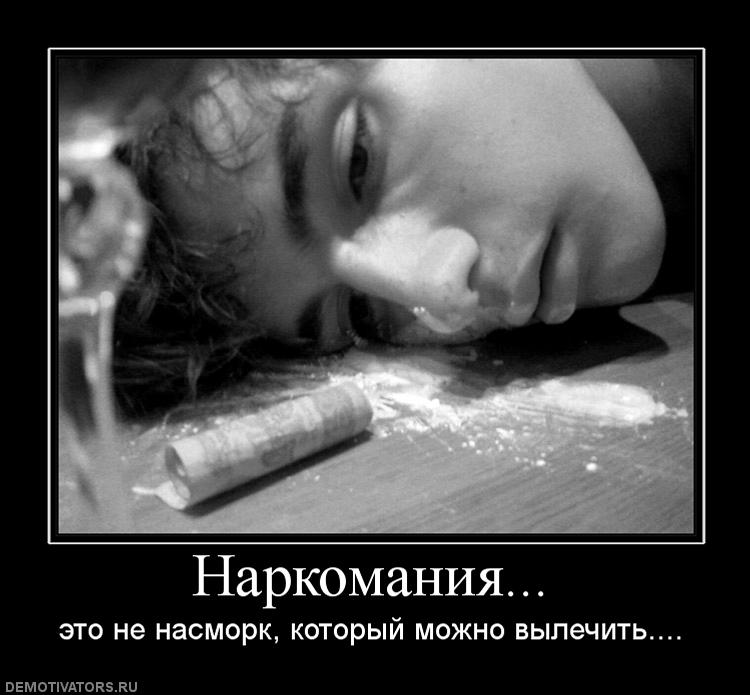 Наркомания...
это не насморк, который можно вылечить....
DEMOTIVATORS.RU